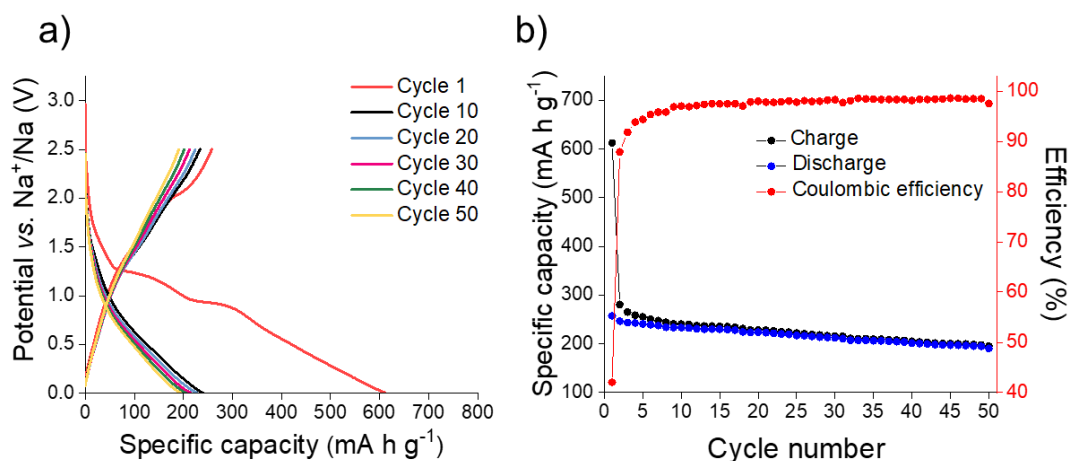 a)
Potential vs. Na⁺/Na (V)
3.0
2.5
2.0
1.5
1.0
0.5
0.0
0 100 200 300 400 500 600 700 800
Specific capacity (mA h g⁻¹)
Cycle 1
Cycle 10
Cycle 20
Cycle 30
Cycle 40
Cycle 50
b)
Specific capacity (mA h g⁻¹)
700
600
500
400
300
200
100
0 5 10 15 20 25 30 35 40 45 50
Cycle number
Charge
Discharge
Coulombic efficiency
100
90
80
70
60
50
40
Efficiency (%)